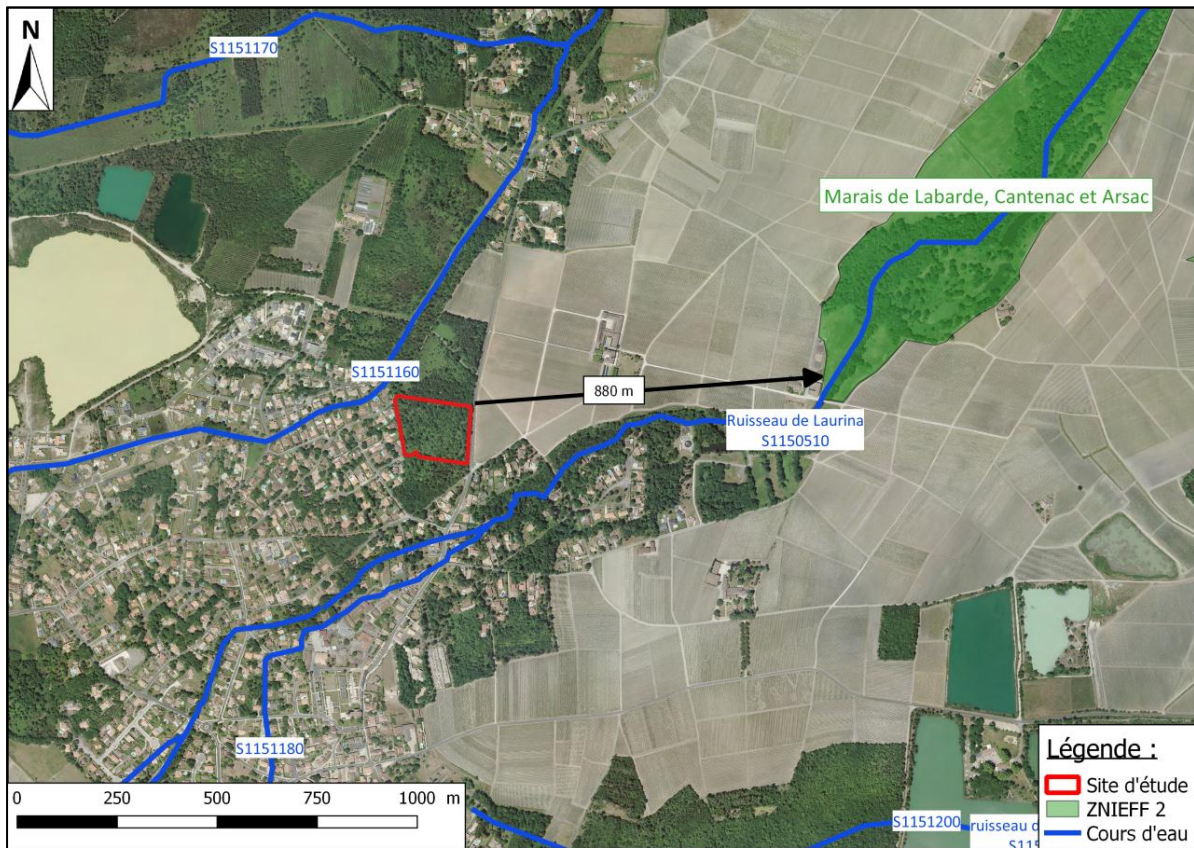 N
S1151170
Marais de Labarde, Cantenac et Arsac
S1151160
880 m
Ruisseau de Laurina
S1150510
S1151180
0 250 500 750 1000 m
S1151200
ruisseau
Légende :
Site d'étude
ZNIEFF 2
Cours d'eau